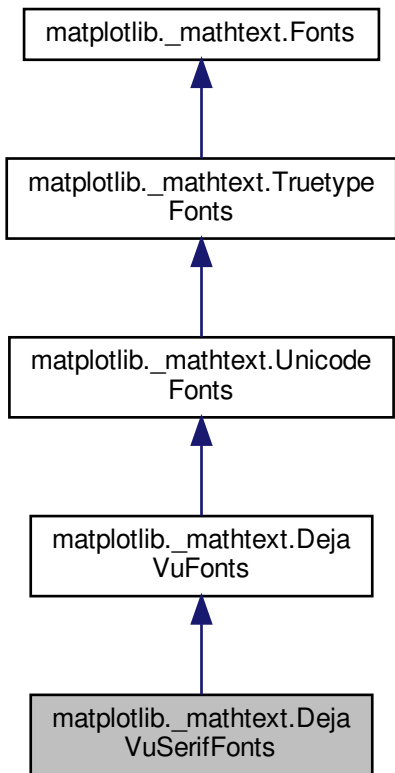 matplotlib._mathtext.Fonts
matplotlib._mathtext.Truetype
Fonts
matplotlib._mathtext.Unicode
Fonts
matplotlib._mathtext.Deja
VuFonts
matplotlib._mathtext.Deja
VuSerifFonts